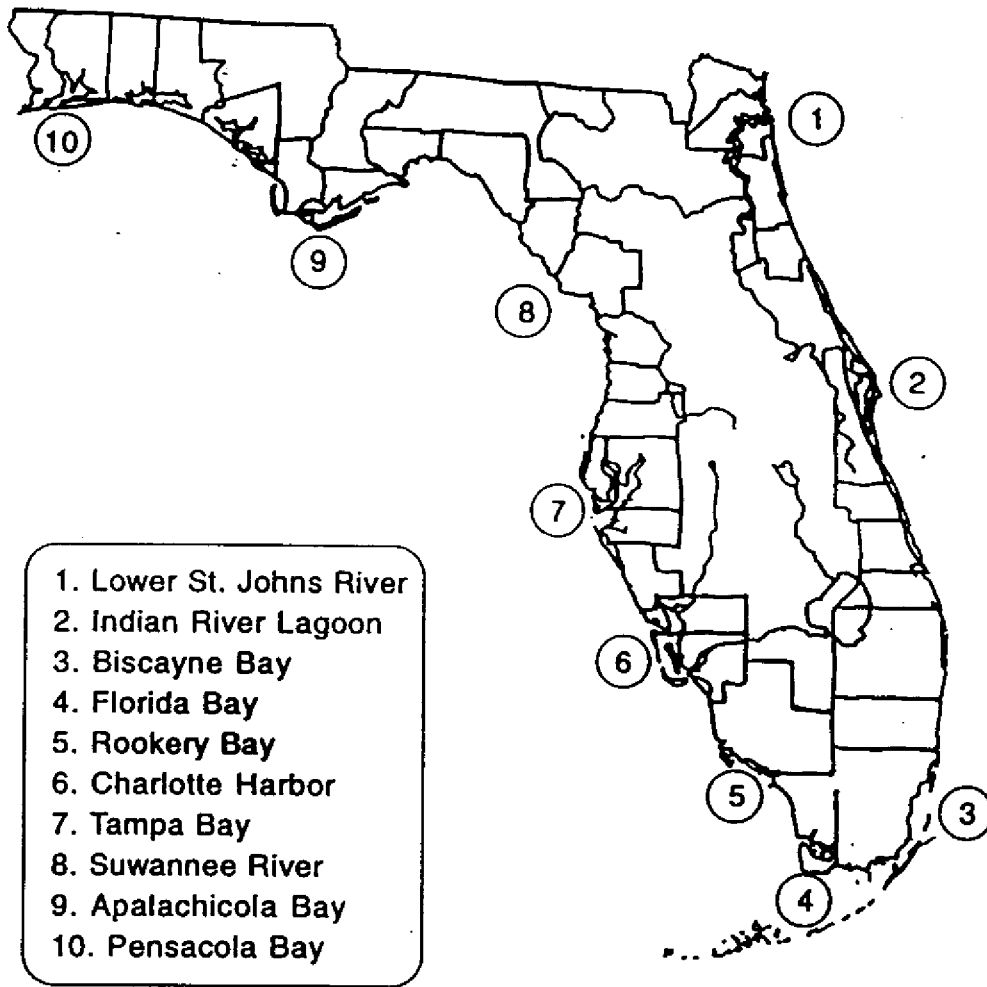 10
1
9
8
2
7
6
5
3
4
1. Lower St. Johns River
2. Indian River Lagoon
3. Biscayne Bay
4. Florida Bay
5. Rookery Bay
6. Charlotte Harbor
7. Tampa Bay
8. Suwannee River
9. Apalachicola Bay
10. Pensacola Bay